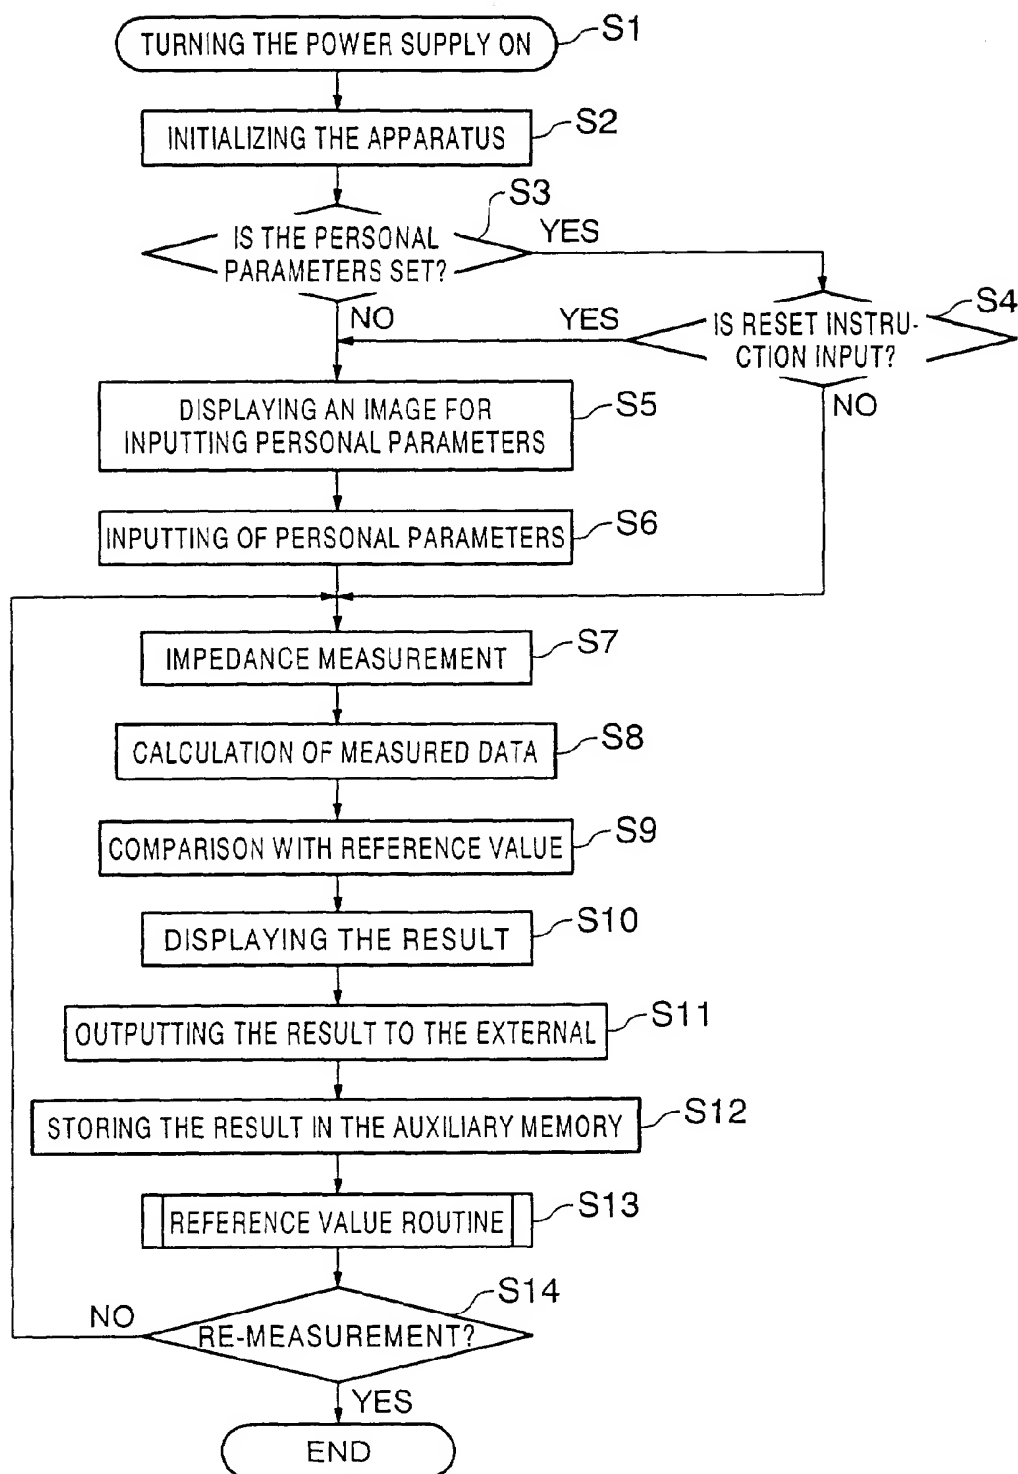 TURNING THE POWER SUPPLY ON
S1
INITIALIZING THE APPARATUS
S2
S3
IS THE PERSONAL
PARAMETERS SET?
YES
S4
IS RESET INSTRU-
CTION INPUT?
YES
NO
NO
DISPLAYING AN IMAGE FOR
INPUTTING PERSONAL PARAMETERS
S5
INPUTTING OF PERSONAL PARAMETERS
S6
IMPEDANCE MEASUREMENT
S7
CALCULATION OF MEASURED DATA
S8
COMPARISON WITH REFERENCE VALUE
S9
DISPLAYING THE RESULT
S10
OUTPUTTING THE RESULT TO THE EXTERNAL
S11
STORING THE RESULT IN THE AUXILIARY MEMORY
S12
REFERENCE VALUE ROUTINE
S13
S14
NO
RE-MEASUREMENT?
YES
END